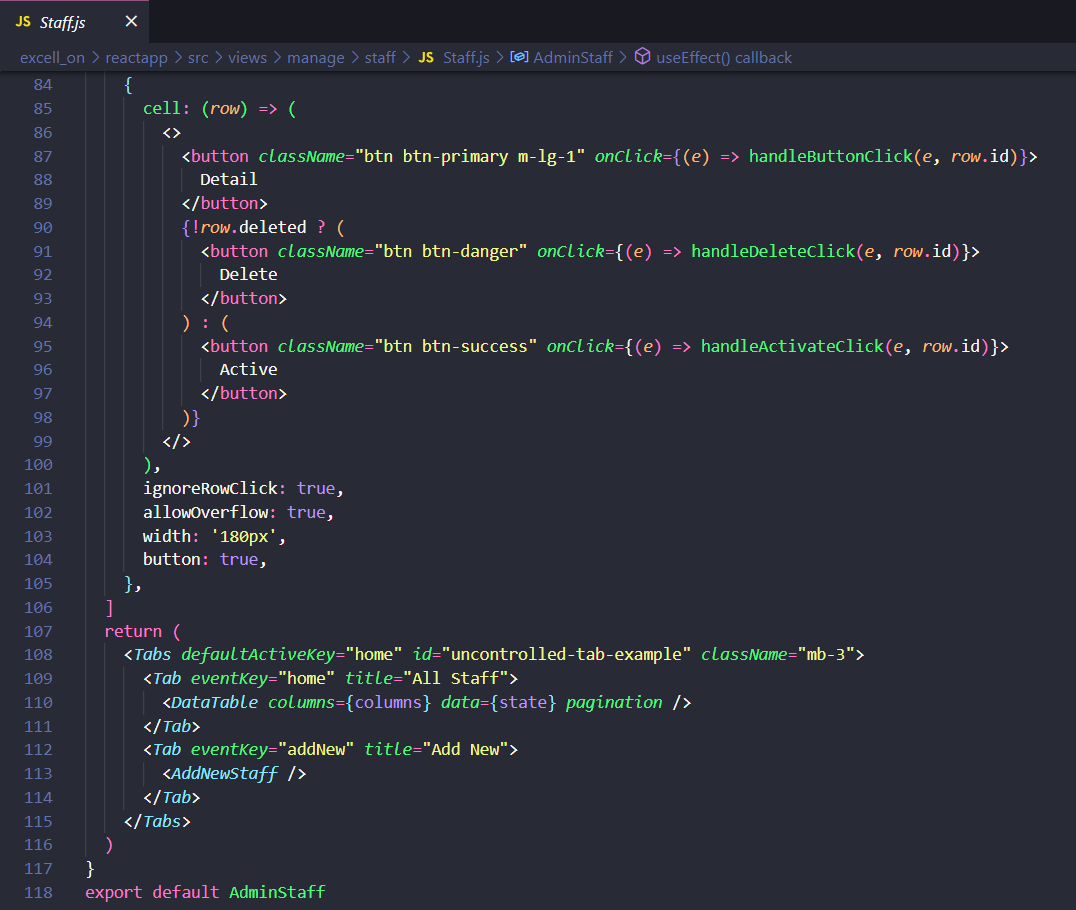 JS Staff.js ×
excell_on > reactapp > src > views > manage > staff > JS Staff.js > AdminStaff > useEffect() callback
84 {
85 cell: (row) => (
86 <>
87 <button className="btn btn-primary m-lg-1" onClick={(e) => handleButtonClick(e, row.id)}>
88 Detail
89 </button>
90 {!row.deleted ? (
91 <button className="btn btn-danger" onClick={(e) => handleDeleteClick(e, row.id)}>
92 Delete
93 </button>
94 ) : (
95 <button className="btn btn-success" onClick={(e) => handleActivateClick(e, row.id)}>
96 Active
97 </button>
98 )}
99 </>
100 ),
101 ignoreRowClick: true,
102 allowOverflow: true,
103 width: '180px',
104 button: true,
105 },
106 ]
107 return (
108 <Tabs defaultActiveKey="home" id="uncontrolled-tab-example" className="mb-3">
109 <Tab eventKey="home" title="All Staff">
110 <DataTable columns={columns} data={state} pagination />
111 </Tab>
112 <Tab eventKey="addNew" title="Add New">
113 <AddNewStaff />
114 </Tab>
115 </Tabs>
116 )
117 }
118 export default AdminStaff